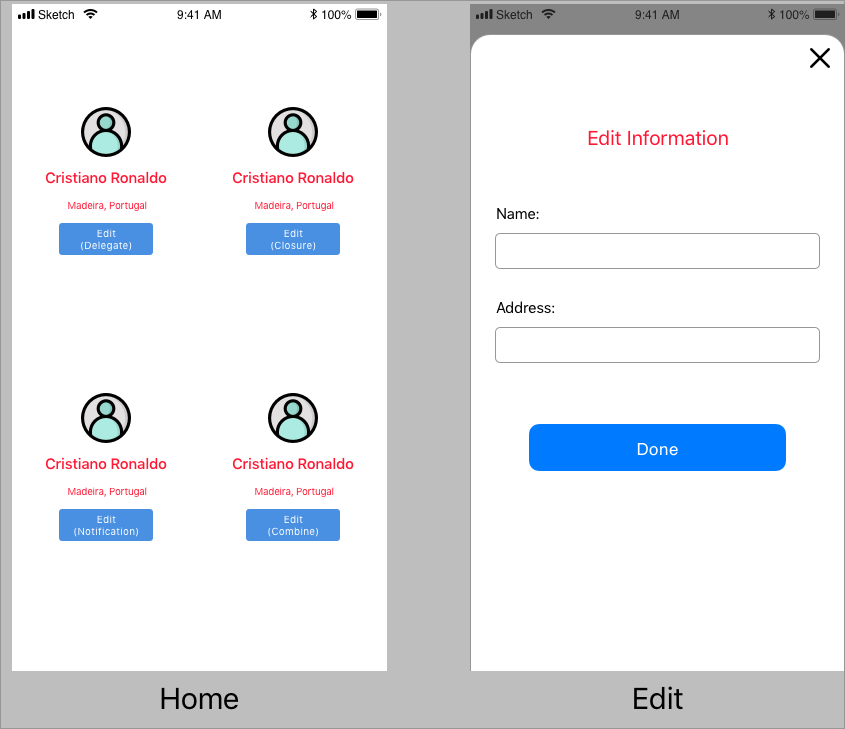 Sketch 9:41 AM 100%
Cristiano Ronaldo Cristiano Ronaldo
Madeira, Portugal Madeira, Portugal
Edit Edit
(Delegate) (Closure)
Cristiano Ronaldo Cristiano Ronaldo
Madeira, Portugal Madeira, Portugal
Edit Edit
(Notification) (Combine)
Home
Sketch 9:41 AM 100%
Edit Information
Name:
Address:
Done
Edit